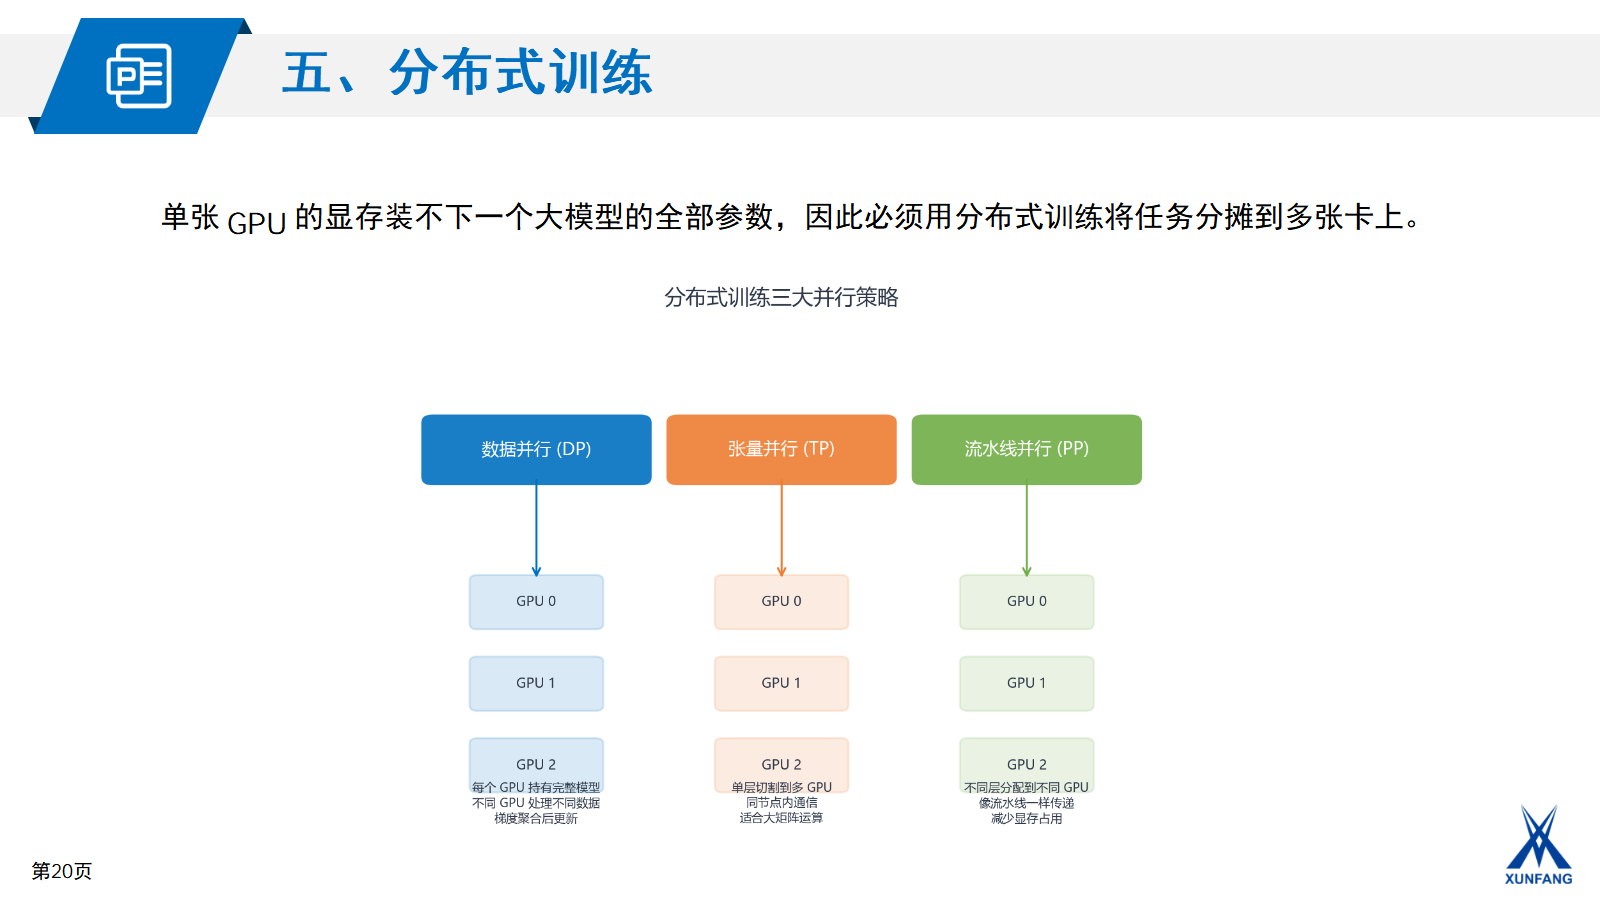 五、分布式训练
单张 GPU 的显存装不下一个大模型的全部参数，因此必须用分布式训练将任务分摊到多张卡上。
分布式训练三大并行策略
数据并行 (DP)
张量并行 (TP)
流水线并行 (PP)
GPU 0
GPU 0
GPU 0
GPU 1
GPU 1
GPU 1
GPU 2
GPU 2
GPU 2
每个 GPU 持有完整模型
不同 GPU 处理不同数据
梯度聚合后更新
单层切割到多 GPU
同节点内通信
适合大矩阵运算
不同层分配到不同 GPU
像流水线一样传递
减少显存占用
第20页
XUNFANG